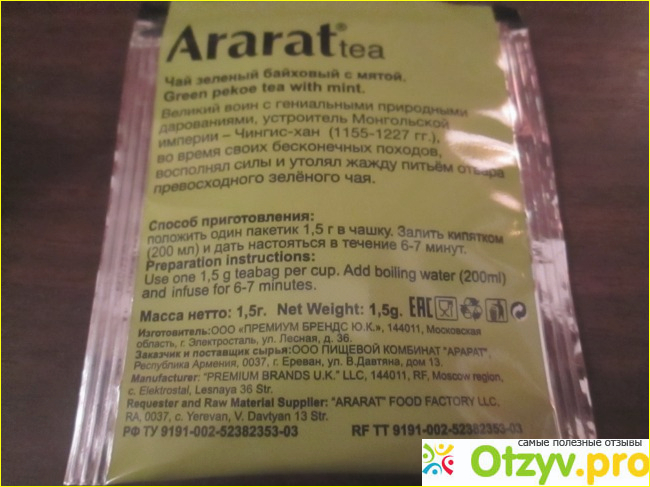 Ararat® tea
Чай зеленый байховый с мятой.
Green pekoe tea with mint.
Великий воин с гениальными природными
дарованиями, устроитель Монгольской
империи – Чингис-хан (1155-1227 гг.),
во время своих бесконечных походов,
восполнял силы и утолял жажду питьём отвара
превосходного зелёного чая.
Способ приготовления:
положить один пакетик 1,5 г в чашку. Залить кипятком
(200 мл) и дать настояться в течение 6-7 минут.
Preparation instructions:
Use one 1,5 g teabag per cup. Add boiling water (200ml)
and infuse for 6-7 minutes.
Масса нетто: 1,5г. Net Weight: 1,5g. EAC
Изготовитель:ООО «ПРЕМИУМ БРЕНДС Ю.К.», 144011, Московская
область, г. Электросталь, ул. Лесная, д. 36.
Заказчик и поставщик сырья:ООО ПИЩЕВОЙ КОМБИНАТ "АРАРАТ",
Республика Армения, 0037, г. Ереван, ул. В.Давтяна, дом 13.
Manufacturer: "PREMIUM BRANDS U.K." LLC, 144011, RF, Moscow region,
c. Elektrostal, Lesnaya 36 Str.
Requester and Raw Material Supplier: "ARARAT" FOOD FACTORY LLC.
RA, 0037, c. Yerevan, V. Davtyan 13 Str.
РФ ТУ 9191-002-52382353-03 RF TT 9191-002-52382353-03
самые полезные отзывы
Otzyv.pro